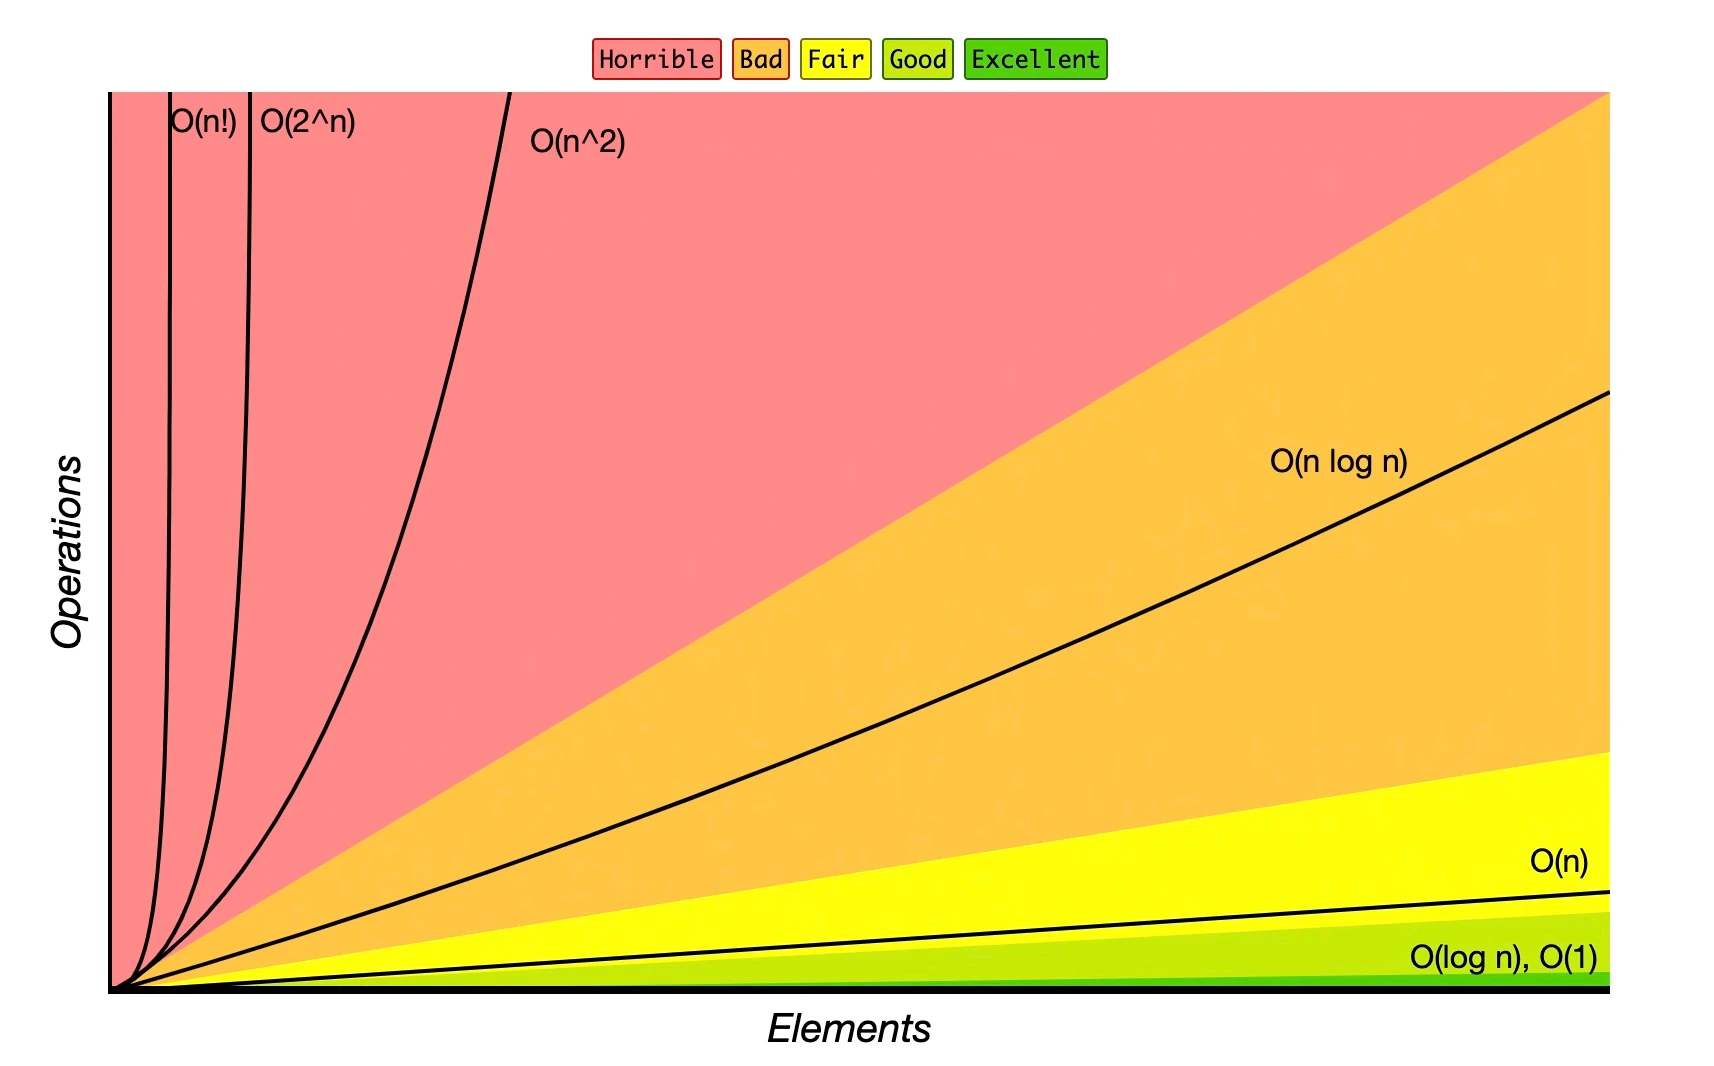 Horrible Bad Fair Good Excellent
O(n!) O(2^n)
O(n^2)
O(n log n)
Operations
O(n)
O(log n), O(1)
Elements